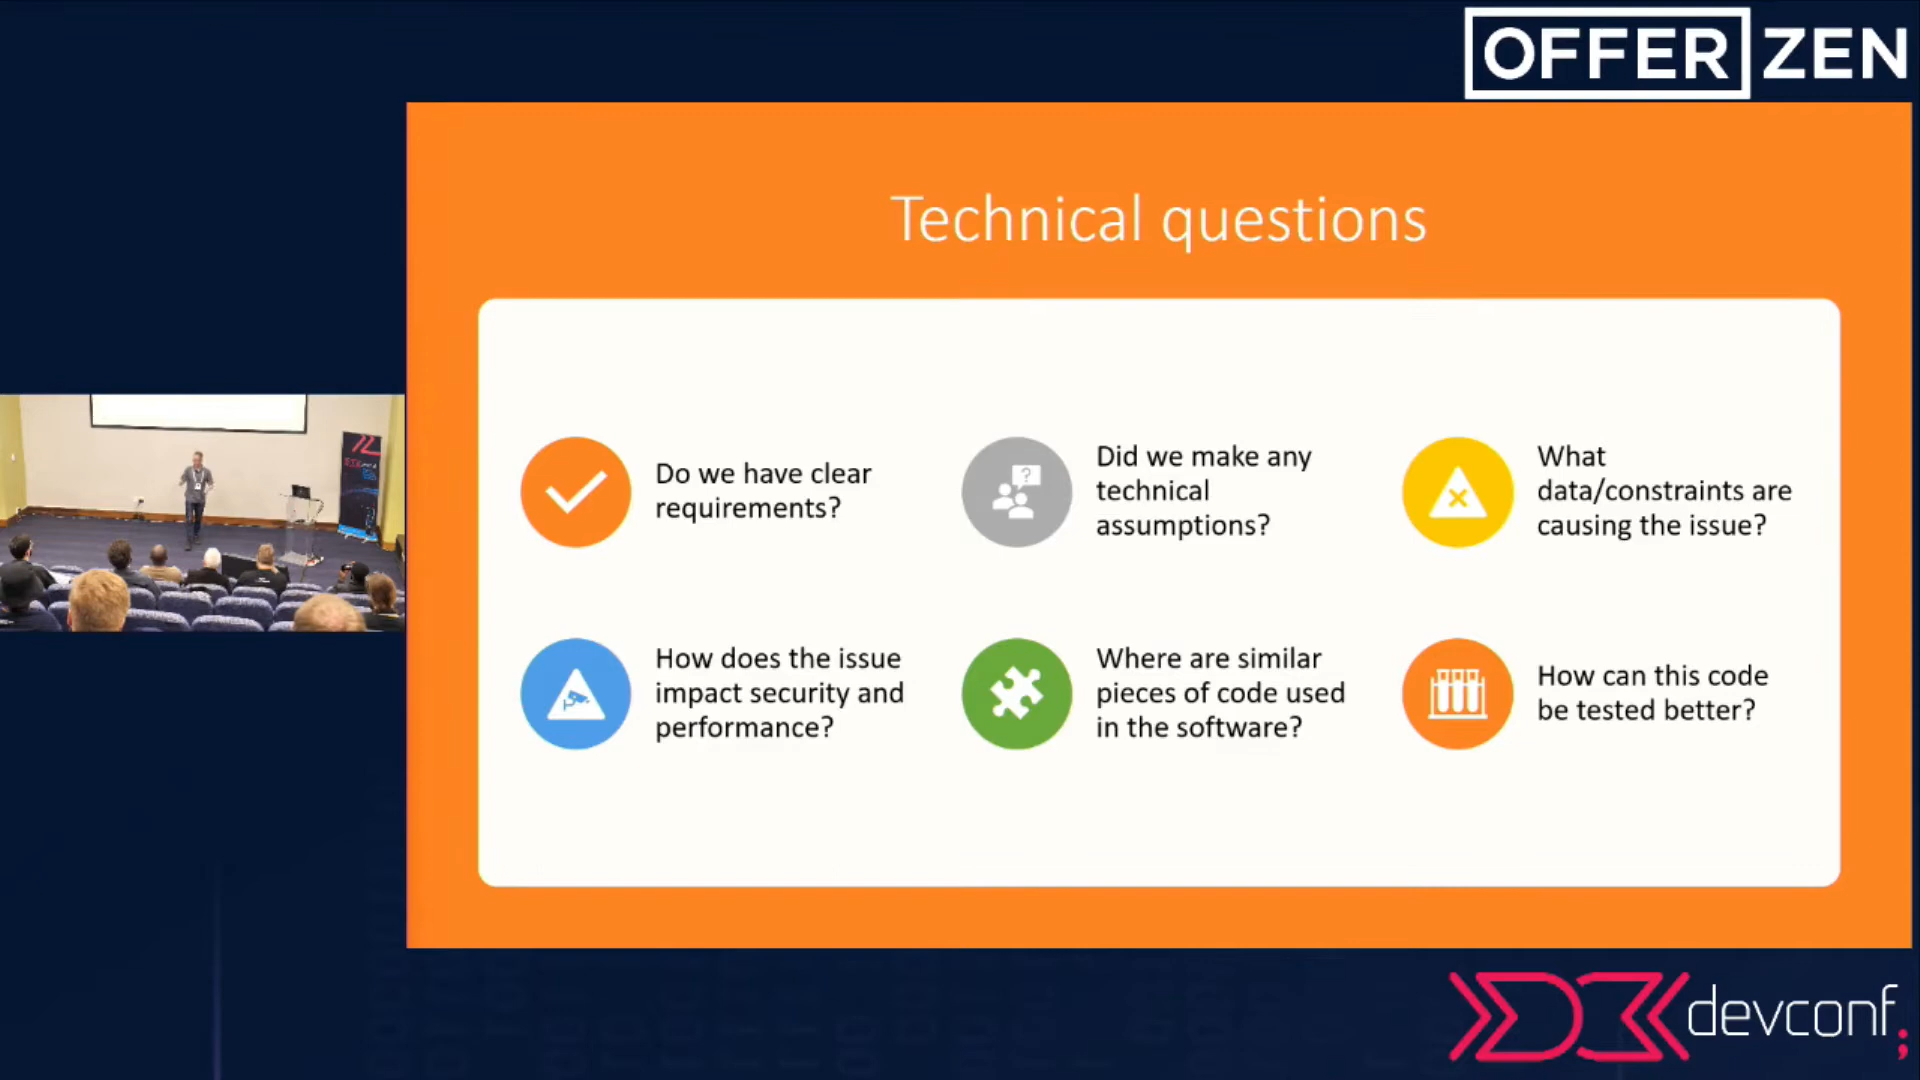 OFFERZEN
Technical questions
Do we have clear
requirements?
Did we make any
technical
assumptions?
What
data/constraints are
causing the issue?
How does the issue
impact security and
performance?
Where are similar
pieces of code used
in the software?
How can this code
be tested better?
devconf;